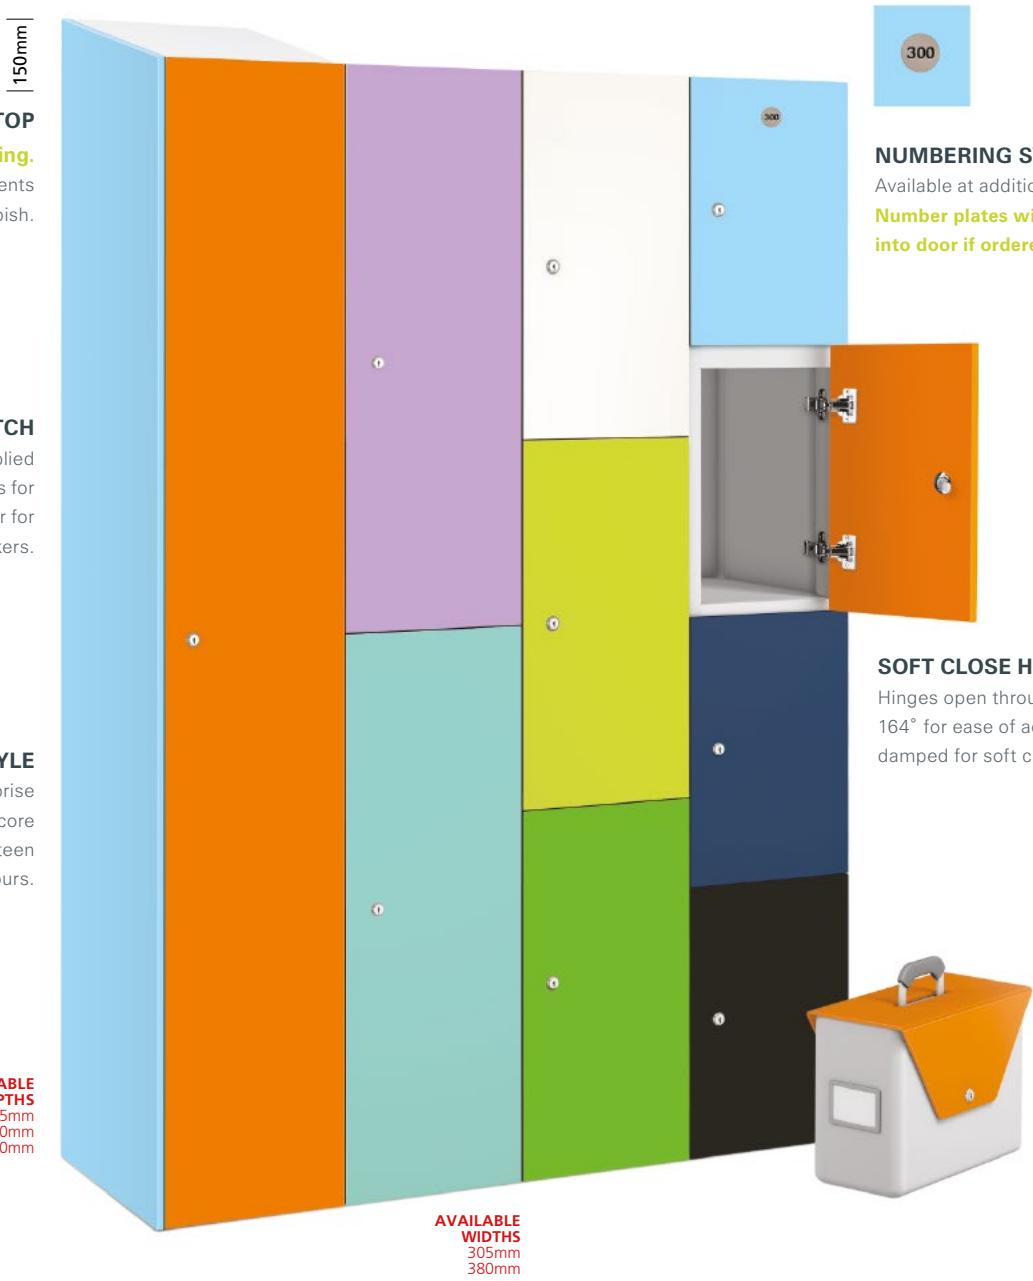 150mm
TOP
ing.
ents
bish.
TCH
plied
s for
r for
kers.
YLE
prise
core
teen
ours.
ABLE
PTHS
5mm
0mm
0mm
300
300
NUMBERING S
Available at additio
Number plates wi
into door if ordere
SOFT CLOSE H
Hinges open throu
164° for ease of a
damped for soft c
AVAILABLE
WIDTHS
305mm
380mm